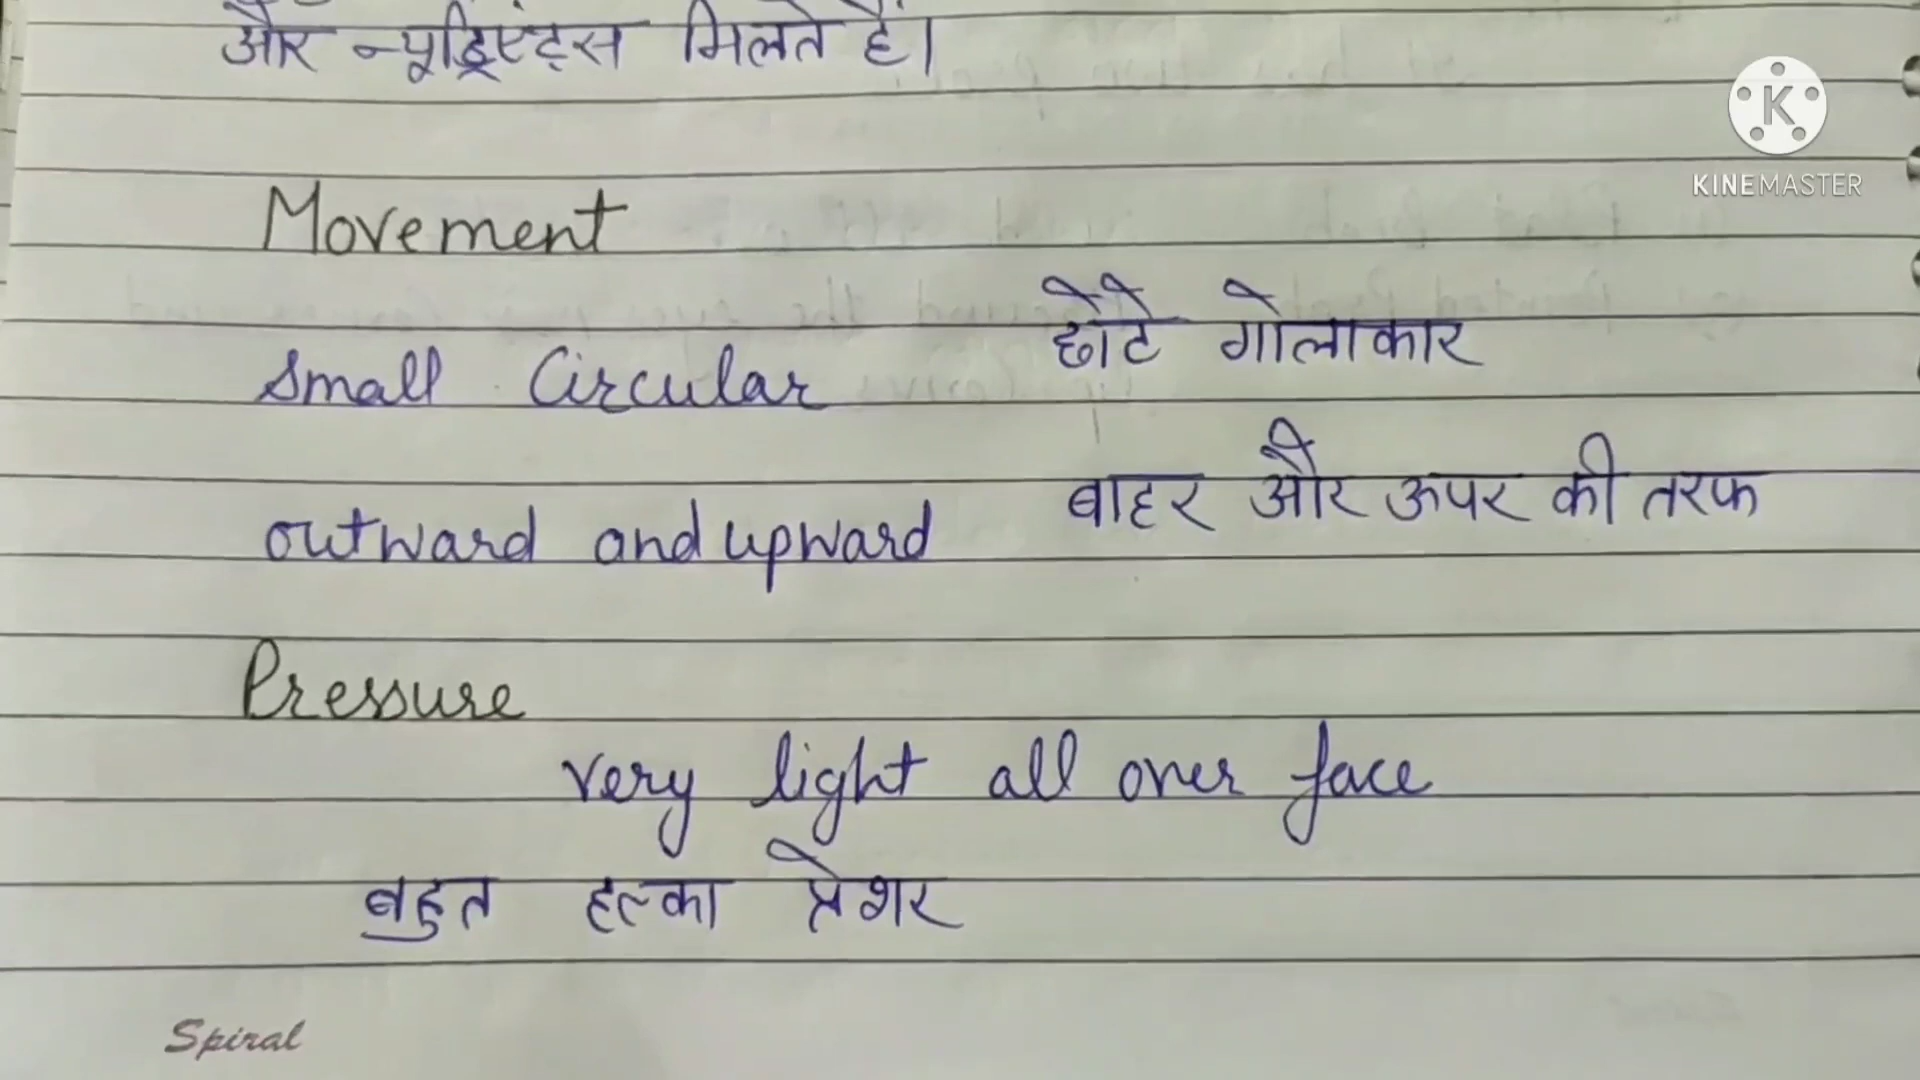 और न्यूट्रिएंट्स मिलते हैं।
KINEMASTER
Movement
Small Circular छोटे गोलाकार
outward and upward बाहर और ऊपर की तरफ
Pressure
very light all over face
बहुत हल्का प्रेशर
Spiral